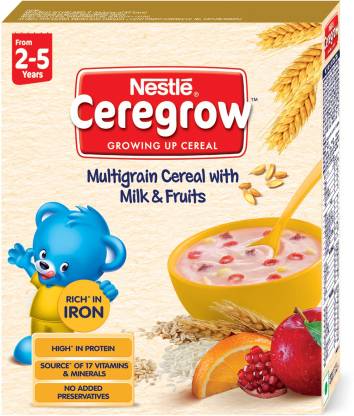 From
2-5
Years
Nestlé®
Ceregrow™
GROWING UP CEREAL
Multigrain Cereal with
Milk & Fruits
RICH* IN
IRON
HIGH* IN PROTEIN
SOURCE* OF 17 VITAMINS
& MINERALS
NO ADDED
PRESERVATIVES